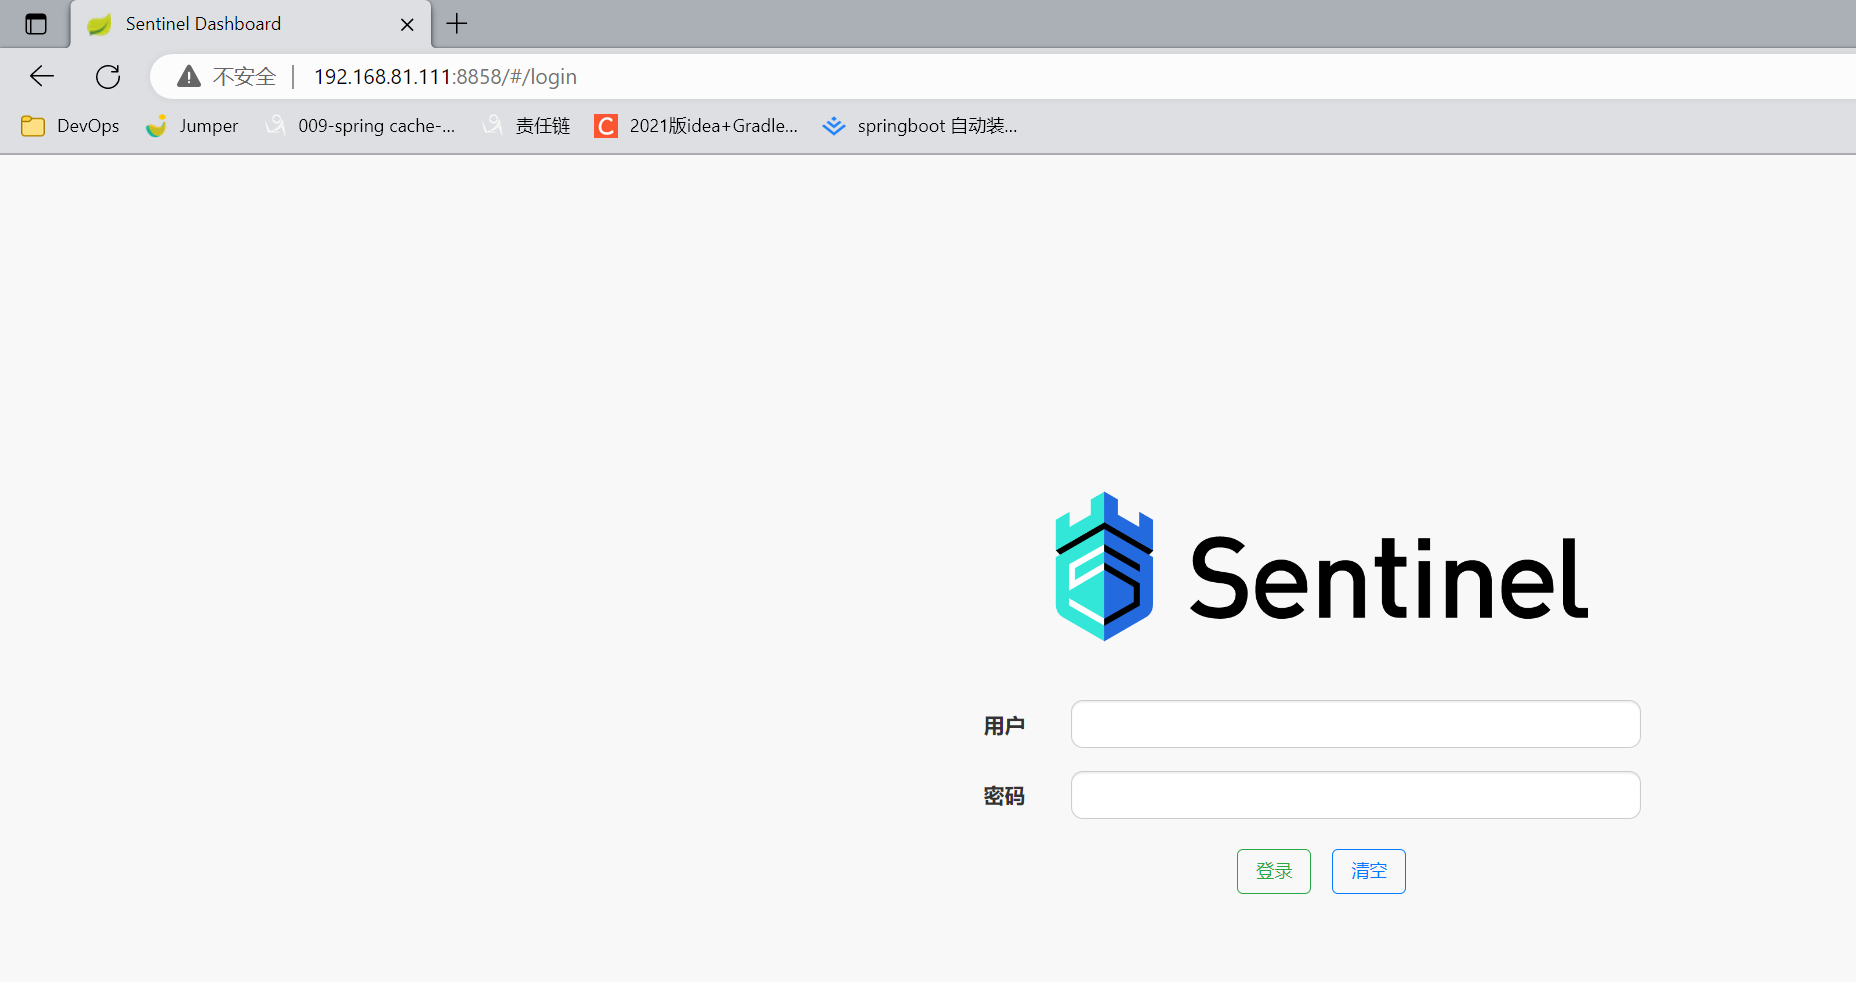 Sentinel Dashboard
不安全 | 192.168.81.111:8858/#/login
DevOps Jumper 009-spring cache-... 责任链 2021版idea+Gradle... springboot 自动装...
Sentinel
用户
密码
登录 清空